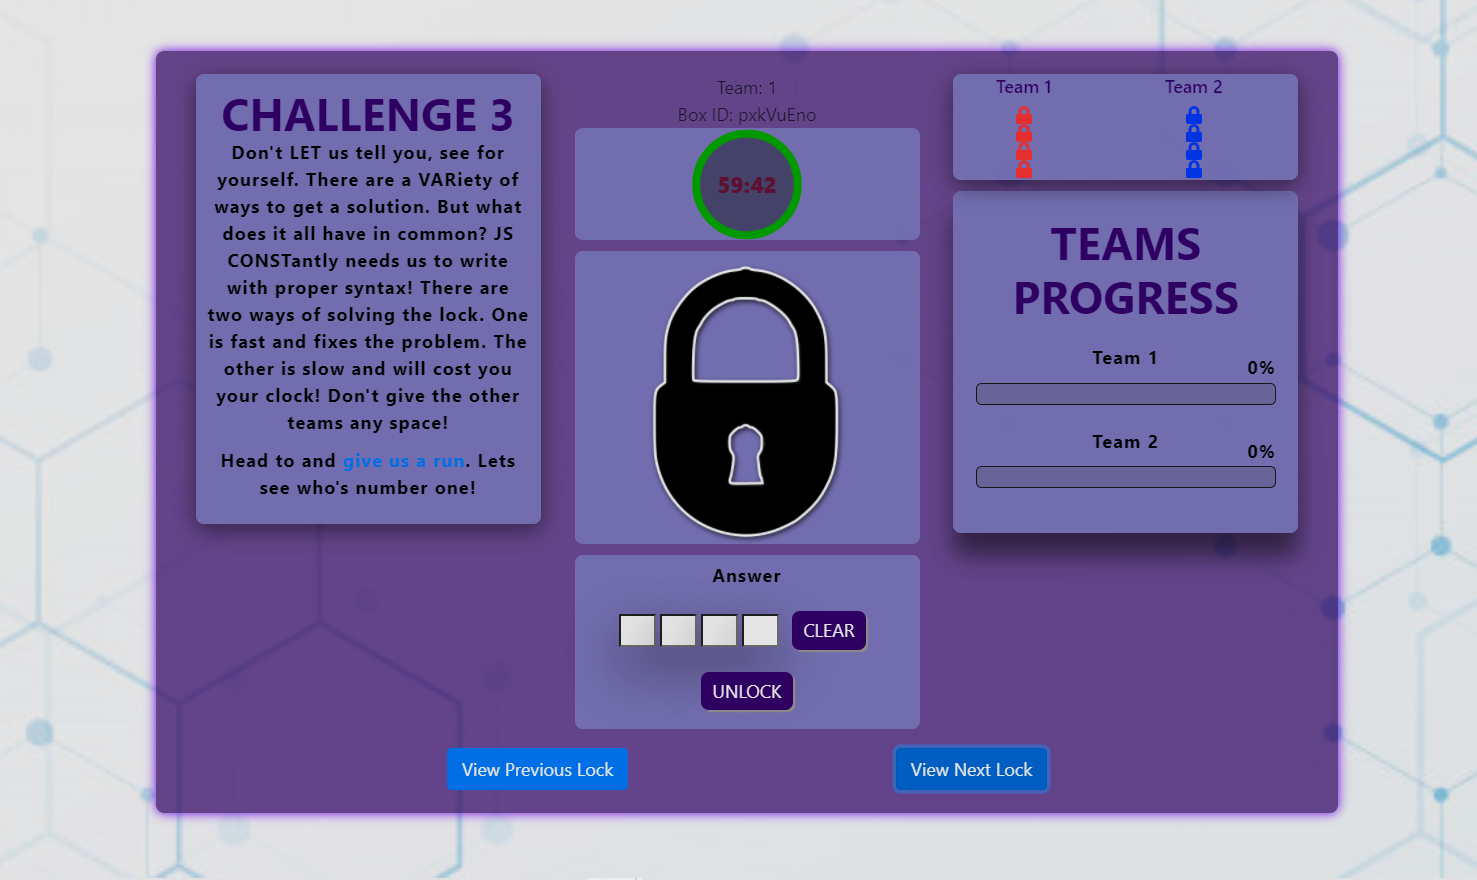 CHALLENGE 3
Don't LET us tell you, see for
yourself. There are a VARiety of
ways to get a solution. But what
does it all have in common? JS
CONSTantly needs us to write
with proper syntax! There are
two ways of solving the lock. One
is fast and fixes the problem. The
other is slow and will cost you
your clock! Don't give the other
teams any space!
Head to and give us a run. Lets
see who's number one!
Team: 1
Box ID: pxkVuEno
59:42
Answer
CLEAR
UNLOCK
Team 1
Team 2
TEAMS
PROGRESS
Team 1
0%
Team 2
0%
View Previous Lock
View Next Lock